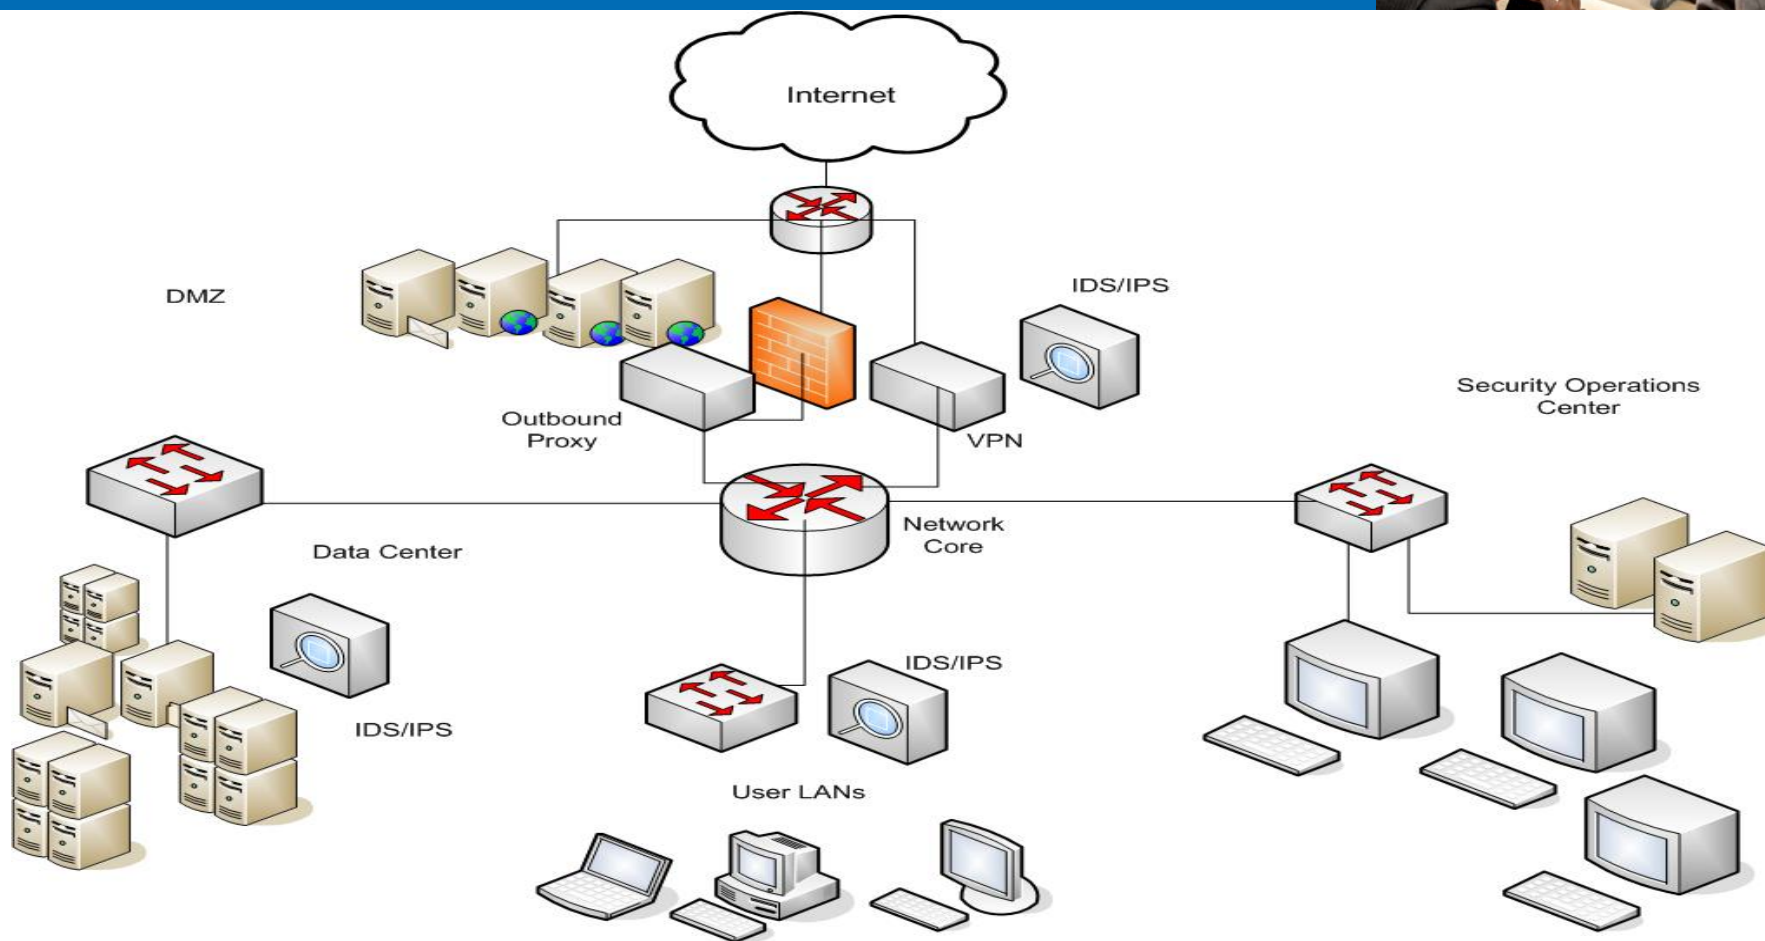 Internet
DMZ
IDS/IPS
Security Operations
Center
Outbound
Proxy
VPN
Network
Core
Data Center
IDS/IPS
IDS/IPS
User LANs